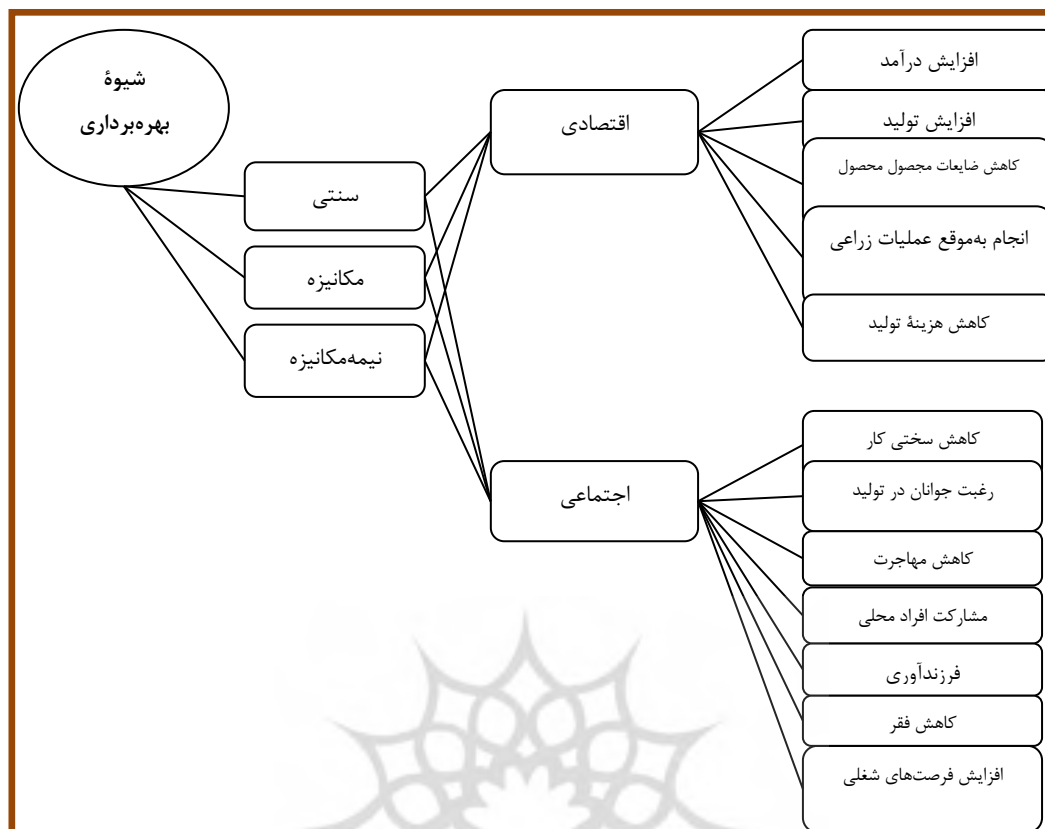 شیوۀ
بهره‌برداری
سنتی
مکانیزه
نیمه‌مکانیزه
اقتصادی
اجتماعی
افزایش درآمد
افزایش تولید
کاهش ضایعات مجصول محصول
انجام به‌موقع عملیات زراعی
کاهش هزینۀ تولید
کاهش سختی کار
رغبت جوانان در تولید
کاهش مهاجرت
مشارکت افراد محلی
فرزندآوری
کاهش فقر
افزایش فرصت‌های شغلی